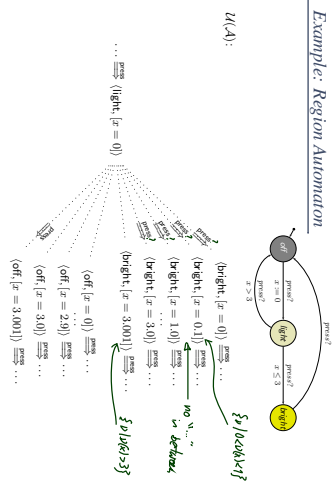 Example: Region Automaton
off
light
bright
press?
x := 0
press?
x ≤ 3
press?
x > 3
press?
U(A):
··· press⟹ ⟨light, [x = 0]⟩
press
press
press
press
press
⟨bright, [x = 0]⟩ press⟹ ···
⟨bright, [x = 0.1]⟩ press⟹ ···
⟨bright, [x = 1.0]⟩ press⟹ ···
⟨bright, [x = 3.0]⟩ press⟹ ···
⟨bright, [x = 3.001]⟩ press⟹ ···
⟨off, [x = 0]⟩ press⟹ ···
⟨off, [x = 2.9]⟩ press⟹ ···
⟨off, [x = 3.0]⟩ press⟹ ···
⟨off, [x = 3.001]⟩ press⟹ ···
{ν | 0<ν(x)<1}
no "..."
in between
{ν | ν(x)>3}